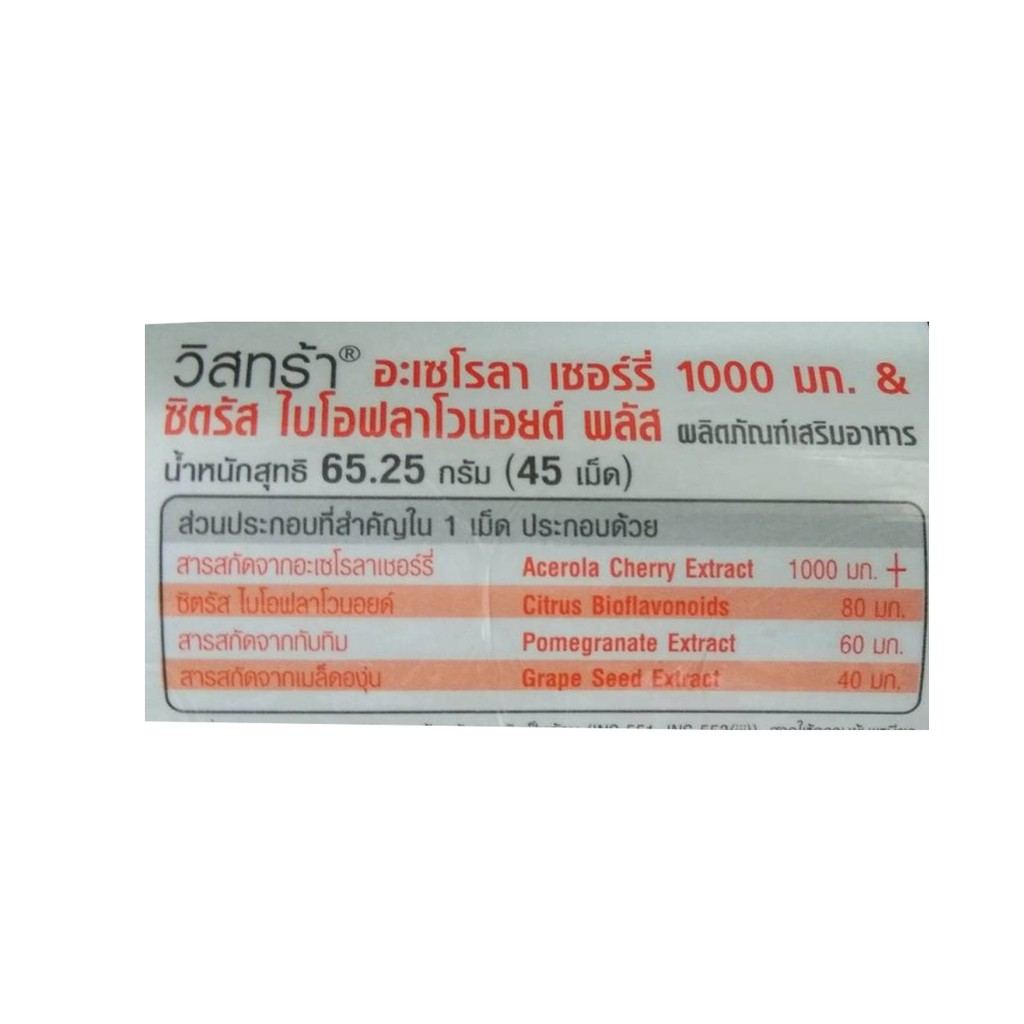 วิสทร้า® อะเซโรลา เชอร์รี่ 1000 มก. &
ซิตรัส ไบโอฟลาโวนอยด์ พลัส ผลิตภัณฑ์เสริมอาหาร
น้ำหนักสุทธิ 65.25 กรัม (45 เม็ด)
ส่วนประกอบที่สำคัญใน 1 เม็ด ประกอบด้วย
สารสกัดจากอะเซโรลาเชอร์รี่ Acerola Cherry Extract 1000 มก. +
ซิตรัส ไบโอฟลาโวนอยด์ Citrus Bioflavonoids 80 มก.
สารสกัดจากทับทิม Pomegranate Extract 60 มก.
สารสกัดจากเมล็ดองุ่น Grape Seed Extract 40 มก.